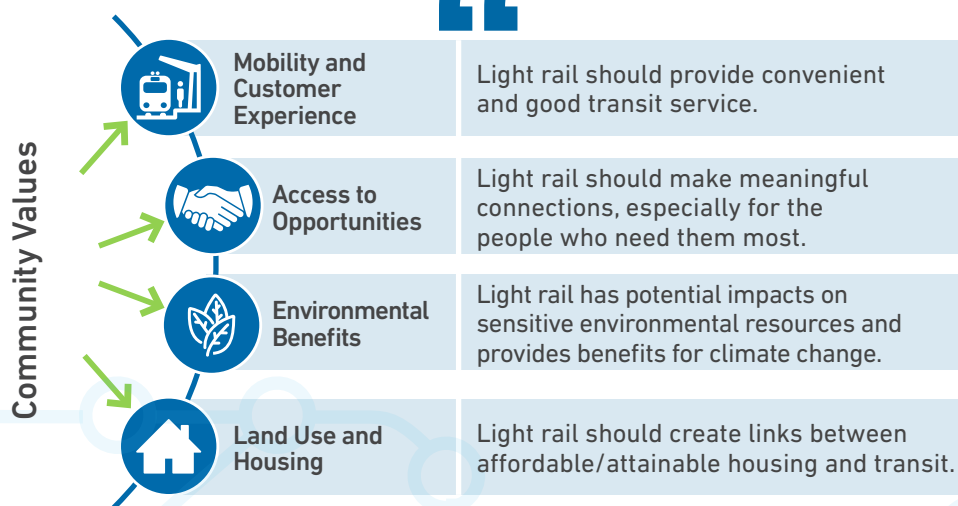 Community Values
Mobility and
Customer
Experience
Light rail should provide convenient
and good transit service.
Access to
Opportunities
Light rail should make meaningful
connections, especially for the
people who need them most.
Environmental
Benefits
Light rail has potential impacts on
sensitive environmental resources and
provides benefits for climate change.
Land Use and
Housing
Light rail should create links between
affordable/attainable housing and transit.